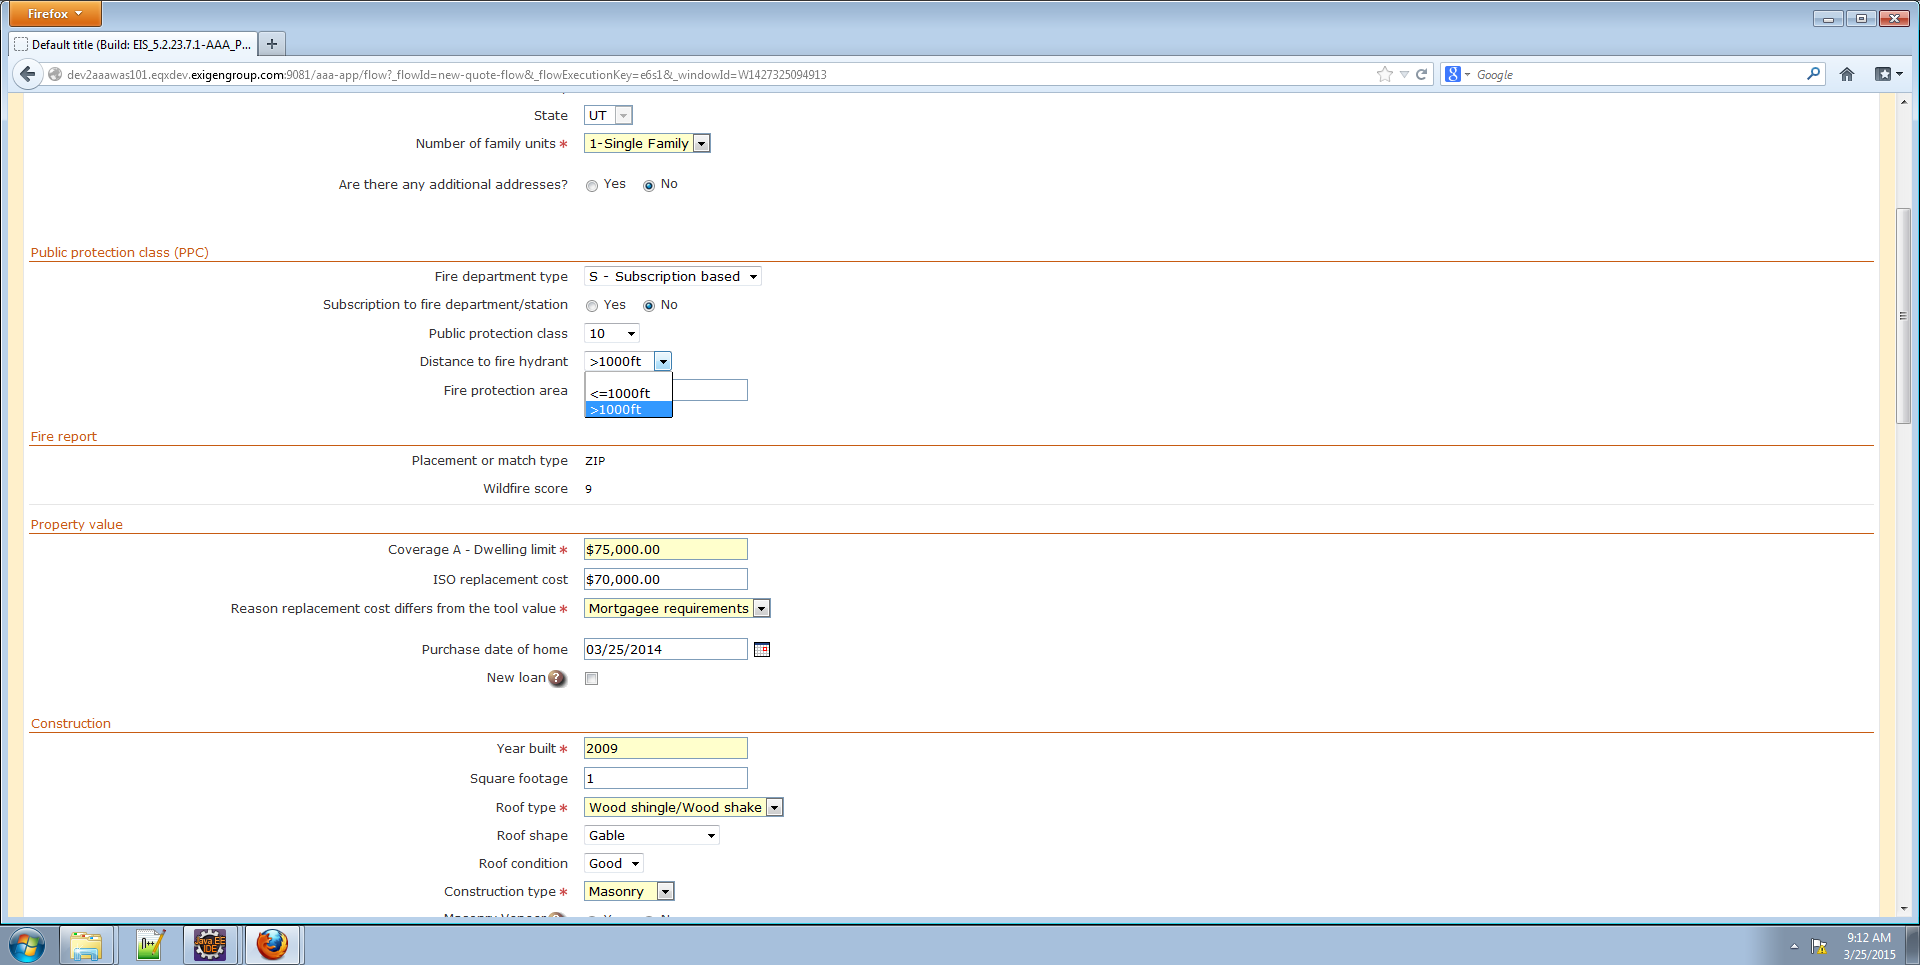 Firefox
Default title (Build: EIS_5.2.23.7.1-AAA_P...
dev2aaawas101.eqxdev.exigengroup.com:9081/aaa-app/flow?_flowId=new-quote-flow&_flowExecutionKey=e6s1&_windowId=W1427325094913
Google
State UT
Number of family units * 1-Single Family
Are there any additional addresses? Yes No
Public protection class (PPC)
Fire department type S - Subscription based
Subscription to fire department/station Yes No
Public protection class 10
Distance to fire hydrant >1000ft
Fire protection area
<=1000ft
>1000ft
Fire report
Placement or match type ZIP
Wildfire score 9
Property value
Coverage A - Dwelling limit * $75,000.00
ISO replacement cost $70,000.00
Reason replacement cost differs from the tool value * Mortgagee requirements
Purchase date of home 03/25/2014
New loan ?
Construction
Year built * 2009
Square footage 1
Roof type * Wood shingle/Wood shake
Roof shape Gable
Roof condition Good
Construction type * Masonry
Java EE
IDE
9:12 AM
3/25/2015